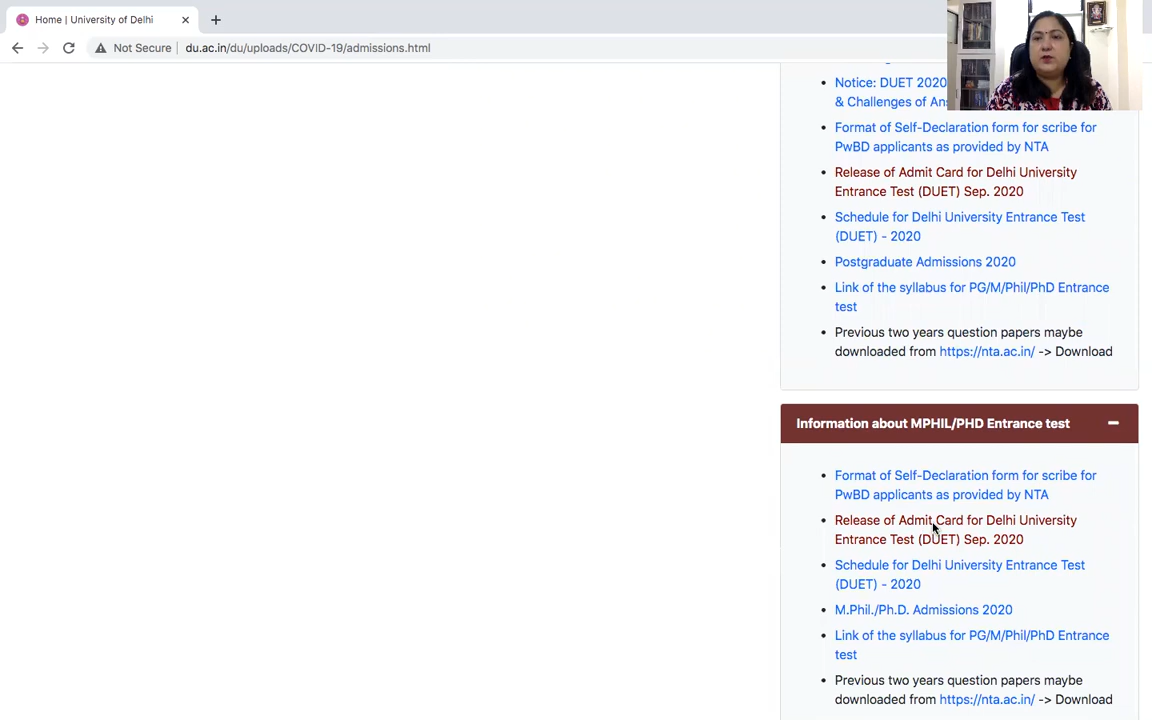 Home | University of Delhi
Not Secure
du.ac.in/du/uploads/COVID-19/admissions.html
Notice: DUET 2020
& Challenges of
Format of Self-Declaration form for scribe for
PwBD applicants as provided by NTA
Release of Admit Card for Delhi University
Entrance Test (DUET) Sep. 2020
Schedule for Delhi University Entrance Test
(DUET) - 2020
Postgraduate Admissions 2020
Link of the syllabus for PG/M/Phil/PhD Entrance
test
Previous two years question papers maybe
downloaded from https://nta.ac.in/ -> Download
Information about MPHIL/PHD Entrance test
Format of Self-Declaration form for scribe for
PwBD applicants as provided by NTA
Release of Admit Card for Delhi University
Entrance Test (DUET) Sep. 2020
Schedule for Delhi University Entrance Test
(DUET) - 2020
M.Phil./Ph.D. Admissions 2020
Link of the syllabus for PG/M/Phil/PhD Entrance
test
Previous two years question papers maybe
downloaded from https://nta.ac.in/ -> Download